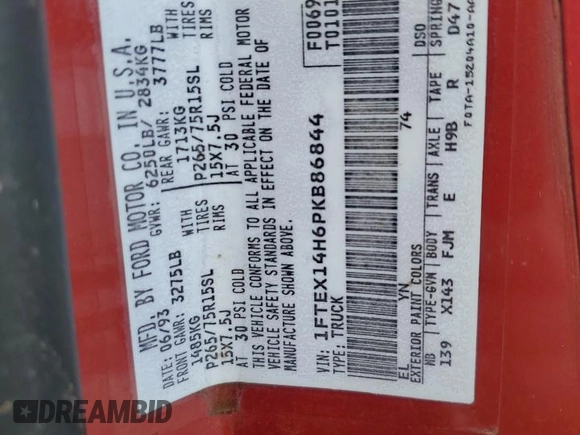 MFD. BY FORD MOTOR CO. IN U.S.A.
DATE: 06/93 GVWR: 6250LB/ 2834KG
FRONT GAWR: 3275LB REAR GAWR: 3777LB
1485KG WITH 1713KG WITH
P265/75R15SL TIRES P265/75R15SL TIRES
15X7.5J RIMS 15X7.5J RIMS
AT 30 PSI COLD AT 30 PSI COLD
THIS VEHICLE CONFORMS TO ALL APPLICABLE FEDERAL MOTOR
VEHICLE SAFETY STANDARDS IN EFFECT ON THE DATE OF
MANUFACTURE SHOWN ABOVE.
VIN: 1FTEX14H6PKB86844 F0069
TYPE: TRUCK T0101
EL YN 74
EXTERIOR PAINT COLORS DSO
WB TYPE-GVW BODY TRANS AXLE TAPE SPRING
139 X143 FJM E H9B R D47
F0TA-15204A10-A
DREAMBID